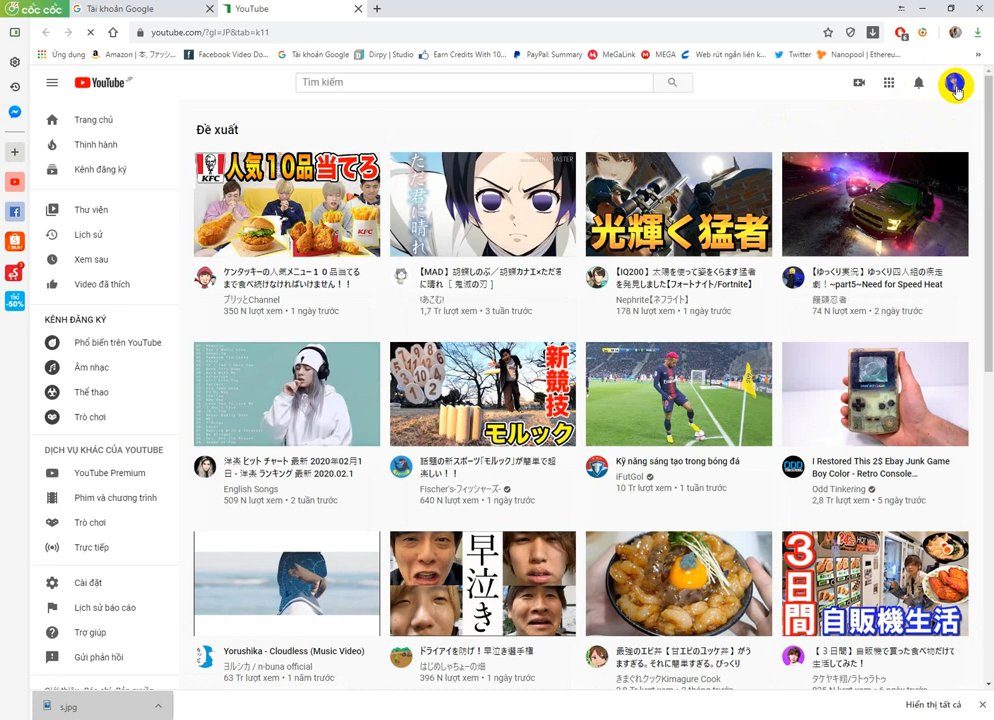 cốc cốc
Tài khoản Google
YouTube
youtube.com/?gl=JP&tab=k11
Ứng dụng
Amazon | 本, ファッシ...
Facebook Video Do...
Tài khoản Google
Dirpy | Studio
Earn Credits With 10...
PayPal: Summary
MegaLink
MEGA
Web rút ngắn liên k...
Twitter
Nanopool | Ethereu...
YouTube JP
Tìm kiếm
Trang chủ
Thịnh hành
Kênh đăng ký
Thư viện
Lịch sử
Xem sau
Video đã thích
KÊNH ĐĂNG KÝ
Phổ biến trên YouTube
Âm nhạc
Thể thao
Trò chơi
DỊCH VỤ KHÁC CỦA YOUTUBE
YouTube Premium
Phim và chương trình
Trò chơi
Trực tiếp
Cài đặt
Lịch sử báo cáo
Trợ giúp
Gửi phản hồi
Đề xuất
KFC 人気10品当てろ
ただ君に晴れ
光輝く猛者
ケンタッキーの人気メニュー１０品当てる
まで食べ続けなければいけません！！
ブリッとChannel
350 N lượt xem • 1 ngày trước
【MAD】 胡蝶しのぶ／胡蝶カナエ×ただ君
に晴れ ［ 鬼滅の刃 ］
!あこむ!
1,7 Tr lượt xem • 3 tuần trước
【IQ200】 太陽を使って姿をくらます猛者
を発見しました【フォートナイト/Fortnite】
Nephrite【ネフライト】
178 N lượt xem • 1 ngày trước
【ゆっくり実況】 ゆっくり四人組の疾走
劇！~part5~Need for Speed Heat
饅頭忍者
74 N lượt xem • 2 ngày trước
新競技
モルック
洋楽 ヒット チャート 最新 2020年02月1
日 - 洋楽 ランキング 最新 2020.02.1
English Songs
509 N lượt xem • 2 tuần trước
話題の新スポーツ「モルック」が簡単で超
楽しい！！
Fischer's-フィッシャーズ-
640 N lượt xem • 1 ngày trước
Kỹ năng sáng tạo trong bóng đá
iFutGol
10 Tr lượt xem • 1 tuần trước
I Restored This 2$ Ebay Junk Game
Boy Color - Retro Console...
Odd Tinkering
2,8 Tr lượt xem • 5 ngày trước
早泣き
3日間
自販機生活
Yorushika - Cloudless (Music Video)
ヨルシカ / n-buna official
63 Tr lượt xem • 1 năm trước
ドライアイを防げ！早泣き選手権
はじめしゃちょーの畑
396 N lượt xem • 1 ngày trước
最強のエビ丼【甘エビのユッケ丼】がう
ますぎる。それに簡単すぎる。びっくり
きまぐれクックKimagure Cook
【３日間】自販機で買った食べ物だけで
生活してみた！
タケヤキ翔/ラトゥラトゥ
s.jpg
Hiển thị tất cả